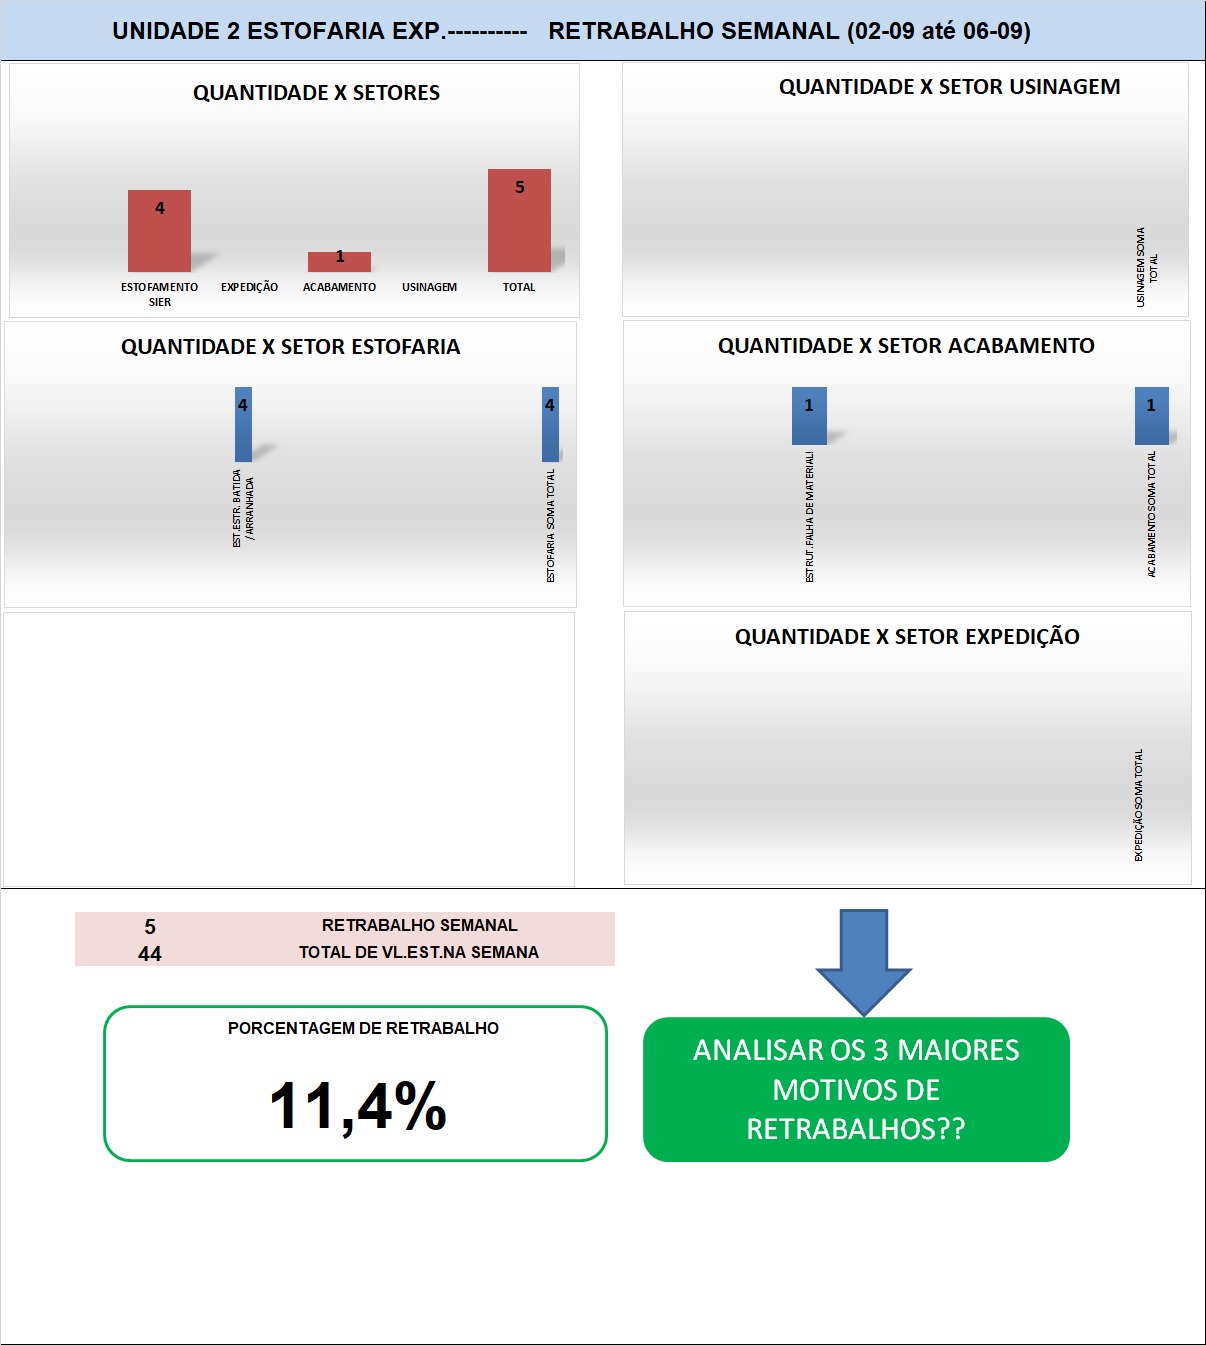 UNIDADE 2 ESTOFARIA EXP.---------- RETRABALHO SEMANAL (02-09 até 06-09)
QUANTIDADE X SETORES
4
1
5
ESTOFAMENTO
SIER
EXPEDIÇÃO
ACABAMENTO
USINAGEM
TOTAL
QUANTIDADE X SETOR USINAGEM
USINAGEM SOMA
TOTAL
QUANTIDADE X SETOR ESTOFARIA
4
4
EST.ESTR. BATIDA
/ ARRANHADA
ESTOFARIA SOMA TOTAL
QUANTIDADE X SETOR ACABAMENTO
1
1
ESTRUT. FALHA DE MATERIAL!
ACABAMENTO SOMA TOTAL
QUANTIDADE X SETOR EXPEDIÇÃO
EXPEDIÇÃO SOMA TOTAL
5 RETRABALHO SEMANAL
44 TOTAL DE VL.EST.NA SEMANA
PORCENTAGEM DE RETRABALHO
11,4%
ANALISAR OS 3 MAIORES
MOTIVOS DE
RETRABALHOS??